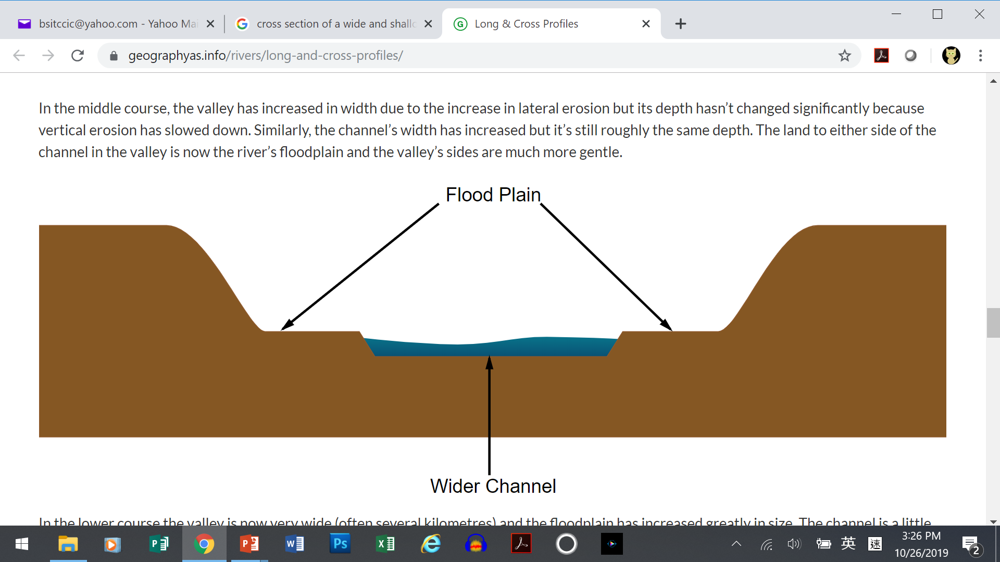 bsitccic@yahoo.com - Yahoo Mai
cross section of a wide and shallo
Long & Cross Profiles
geographyas.info/rivers/long-and-cross-profiles/
In the middle course, the valley has increased in width due to the increase in lateral erosion but its depth hasn't changed significantly because
vertical erosion has slowed down. Similarly, the channel's width has increased but it's still roughly the same depth. The land to either side of the
channel in the valley is now the river's floodplain and the valley's sides are much more gentle.
Flood Plain
Wider Channel
In the lower course the valley is now very wide (often several kilometres) and the floodplain has increased greatly in size. The channel is a little
英
速
3:26 PM
10/26/2019
2